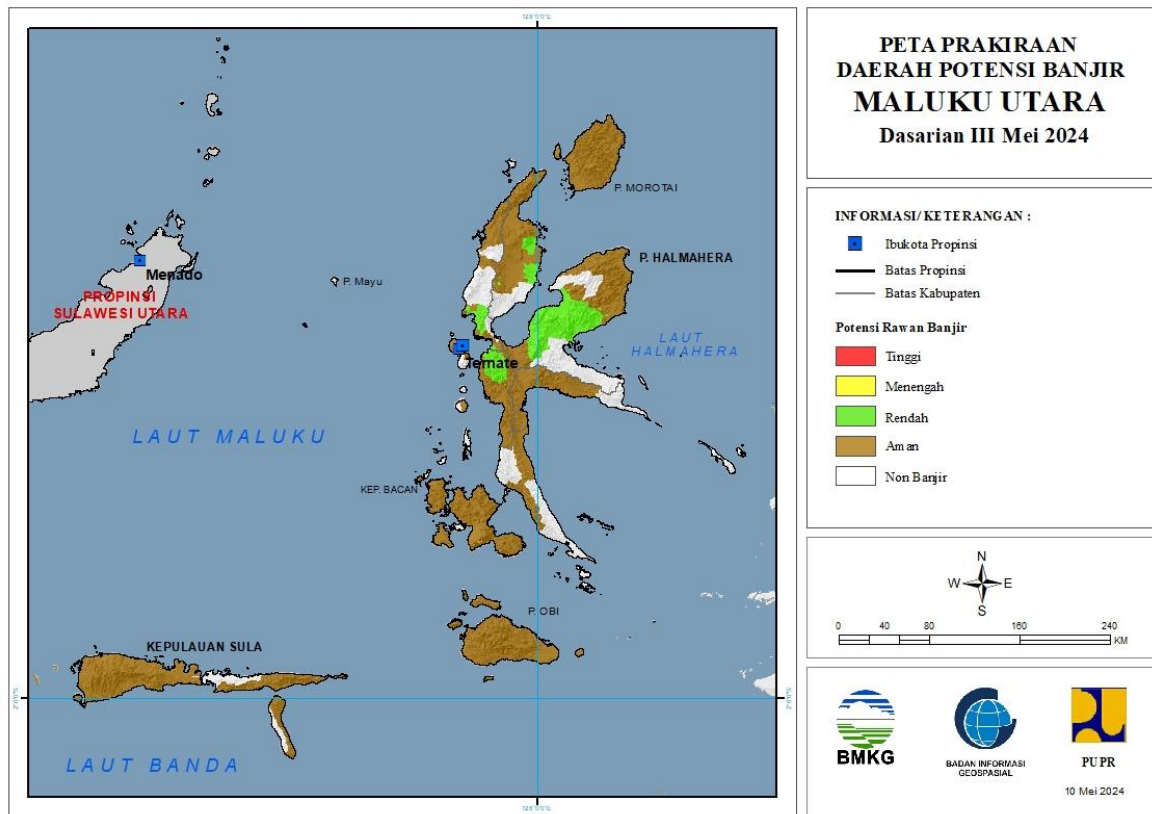 PETA PRAKIRAAN
DAERAH POTENSI BANJIR
MALUKU UTARA
Dasarian III Mei 2024
INFORMASI/ KETERANGAN :
Ibukota Propinsi
Batas Propinsi
Batas Kabupaten
Potensi Rawan Banjir
Tinggi
Menengah
Rendah
Aman
Non Banjir
N
W E
S
0 40 80 160 240
KM
BMKG
BADAN INFORMASI
GEOSPASIAL
PUPR
10 Mei 2024
P. MOROTAI
P. HALMAHERA
Menado
P. Mayu
PROPINSI
SULAWESI UTARA
LAUT
HALMAHERA
Ternate
LAUT MALUKU
KEP. BACAN
P. OBI
KEPULAUAN SULA
LAUT BANDA